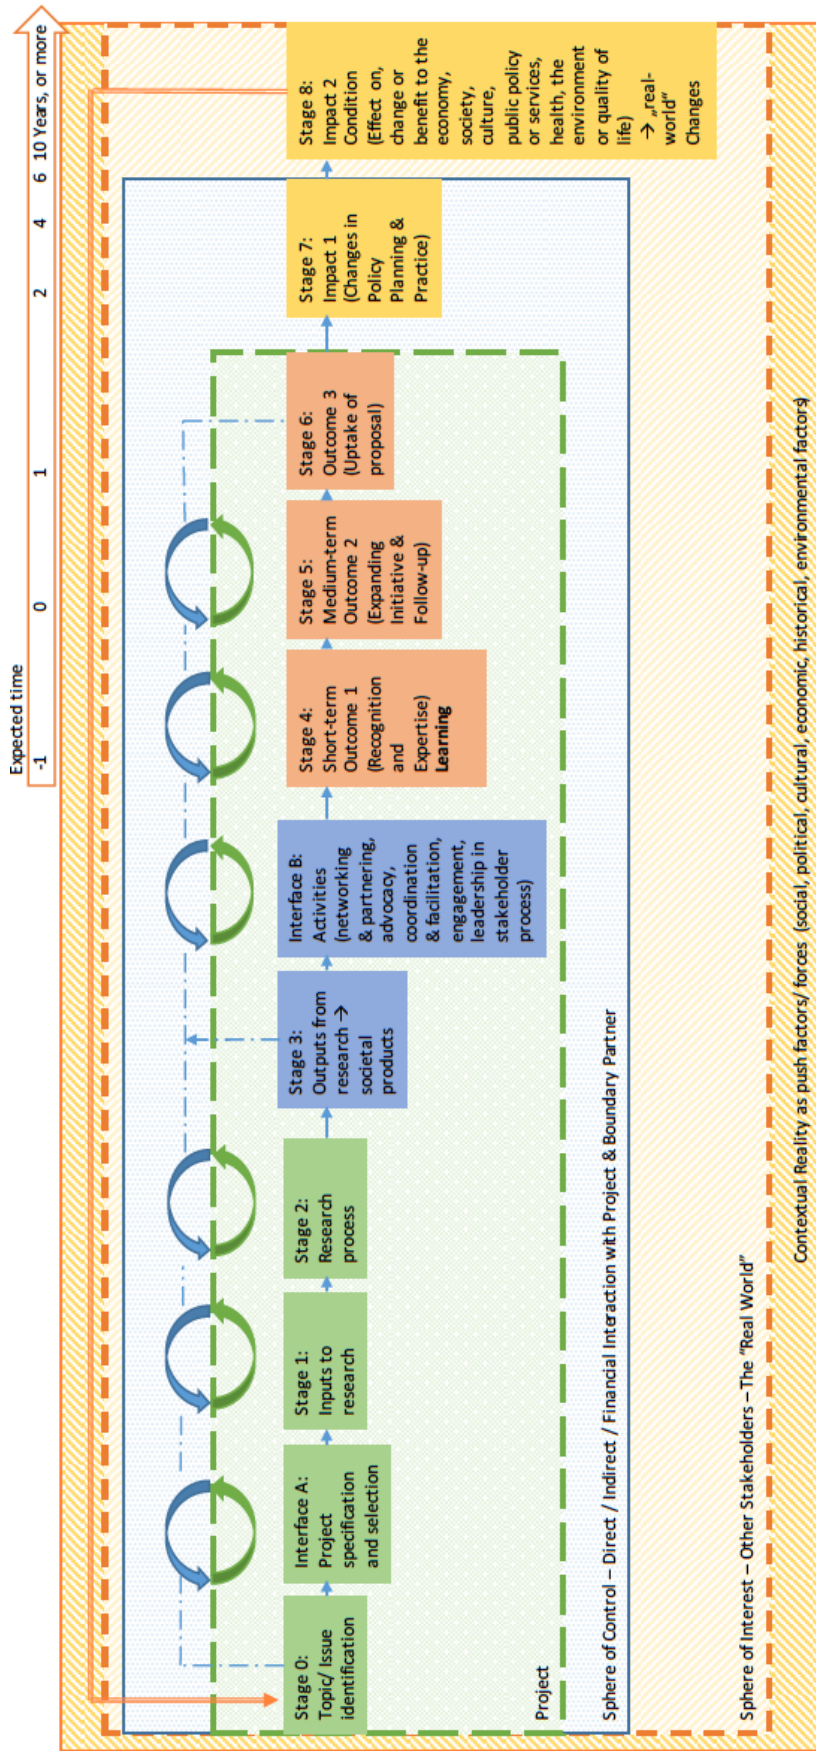 Expected time
-1
0
1
2
4
6
10 Years, or more
Stage 0:
Topic/ Issue
identification
Interface A:
Project
specification
and selection
Stage 1:
Inputs to
research
Stage 2:
Research
process
Stage 3:
Outputs from
research →
societal
products
Interface B:
Activities
(networking
& partnering,
advocacy,
coordination
& facilitation,
engagement,
leadership in
stakeholder
process)
Stage 4:
Short-term
Outcome 1
(Recognition
and
Expertise)
Learning
Stage 5:
Medium-term
Outcome 2
(Expanding
Initiative &
Follow-up)
Stage 6:
Outcome 3
(Uptake of
proposal)
Stage 7:
Impact 1
(Changes in
Policy
Planning &
Practice)
Stage 8:
Impact 2
Condition
(Effect on,
change or
benefit to the
economy,
society,
culture,
public policy
or services,
health, the
environment
or quality of
life)
→ „real-
world“
Changes
Project
Sphere of Control – Direct / Indirect / Financial Interaction with Project & Boundary Partner
Sphere of Interest – Other Stakeholders – The “Real World”
Contextual Reality as push factors/ forces (social, political, cultural, economic, historical, environmental factors)